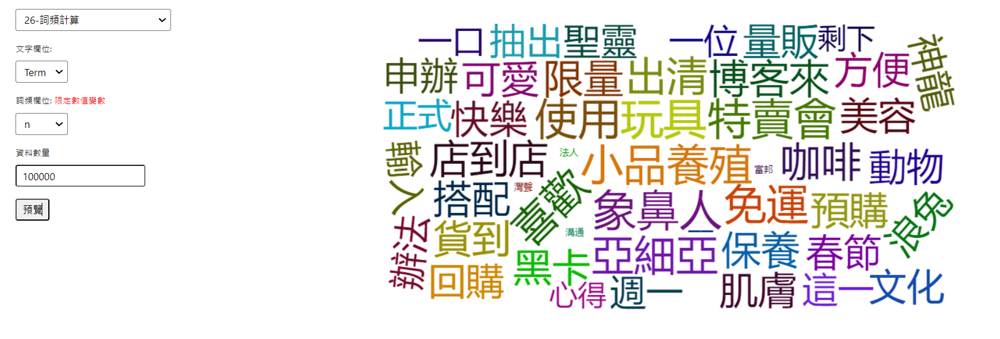 26-詞頻計算
文字欄位:
Term
詞頻欄位: 限定數值變數
n
資料數量
100000
預覽
一口 抽出 聖靈 一位 量販 剩下 神龍
申辦 可愛 限量 出清 博客來 方便
正式 快樂 使用 玩具 特賣會 美容
輸入 店到店 法人 小品養殖 富邦 咖啡 動物
搭配 灣聲 喜歡 象鼻人 免運 預購 浪兔
辦法 貨到 溝通 亞細亞 保養 春節
回購 黑卡 心得 週一 肌膚 這一 文化